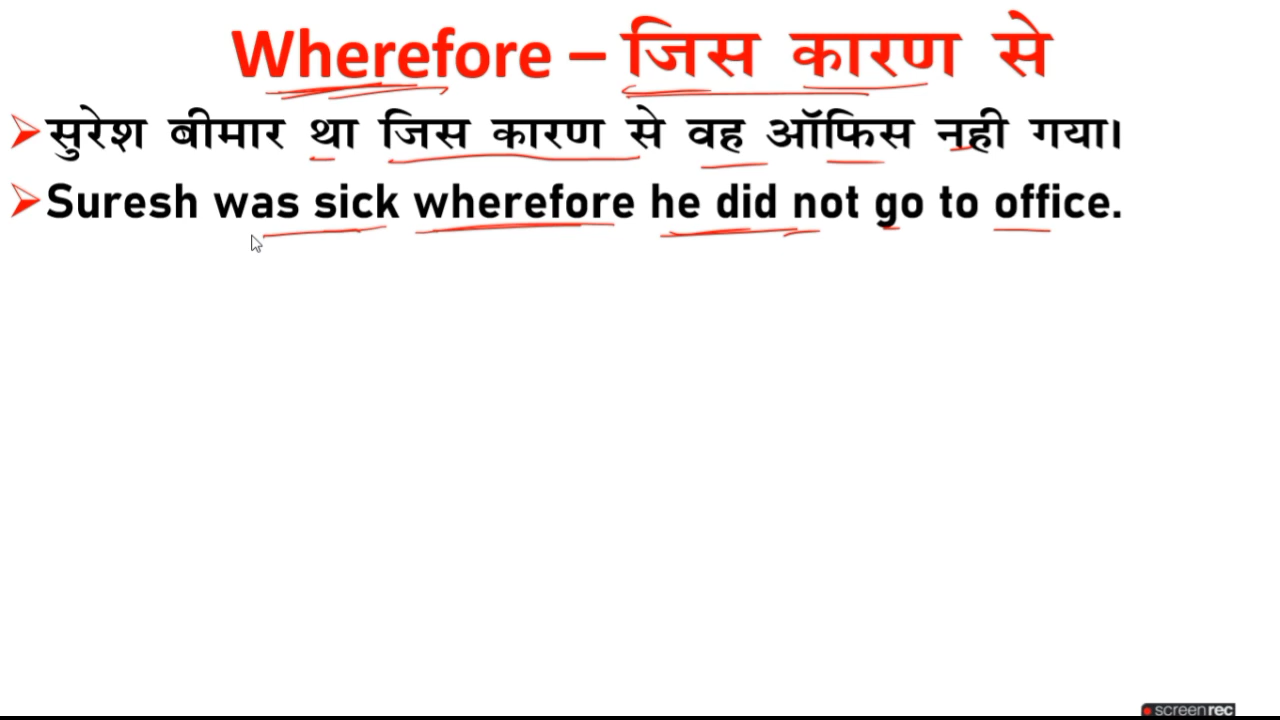 Wherefore – जिस कारण से
सुरेश बीमार था जिस कारण से वह ऑफिस नही गया।
Suresh was sick wherefore he did not go to office.
screenrec